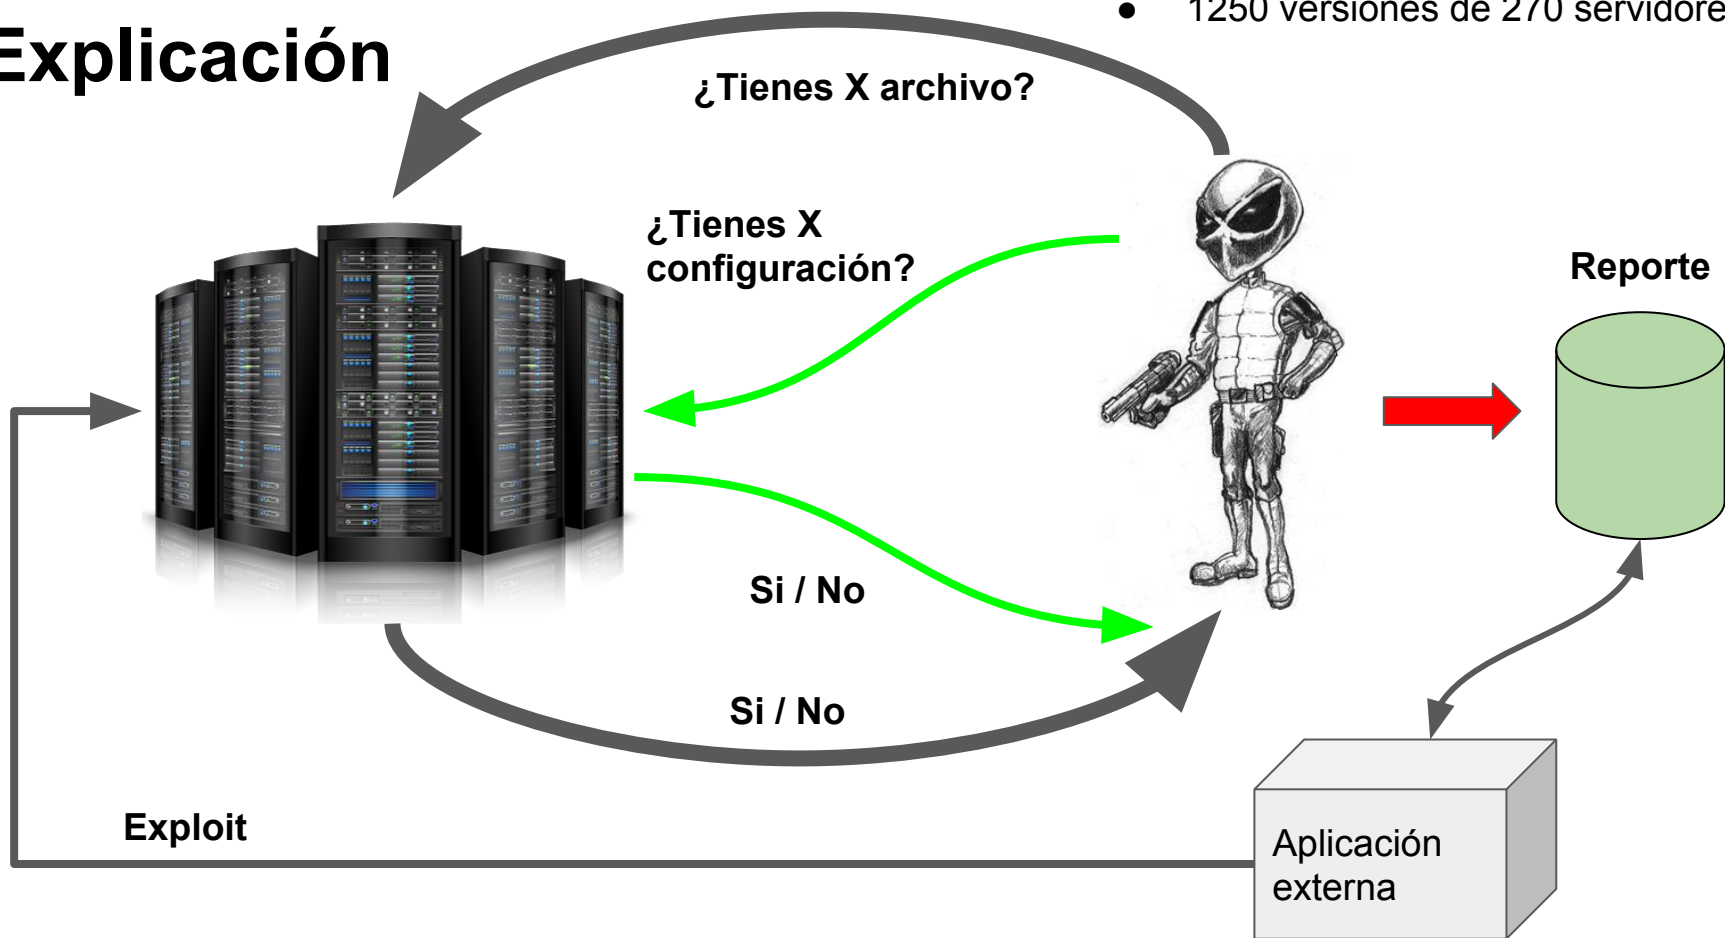 Explicación
● 1250 versiones de 270 servidore
¿Tienes X archivo?
¿Tienes X
configuración?
Reporte
Si / No
Si / No
Exploit
Aplicación
externa